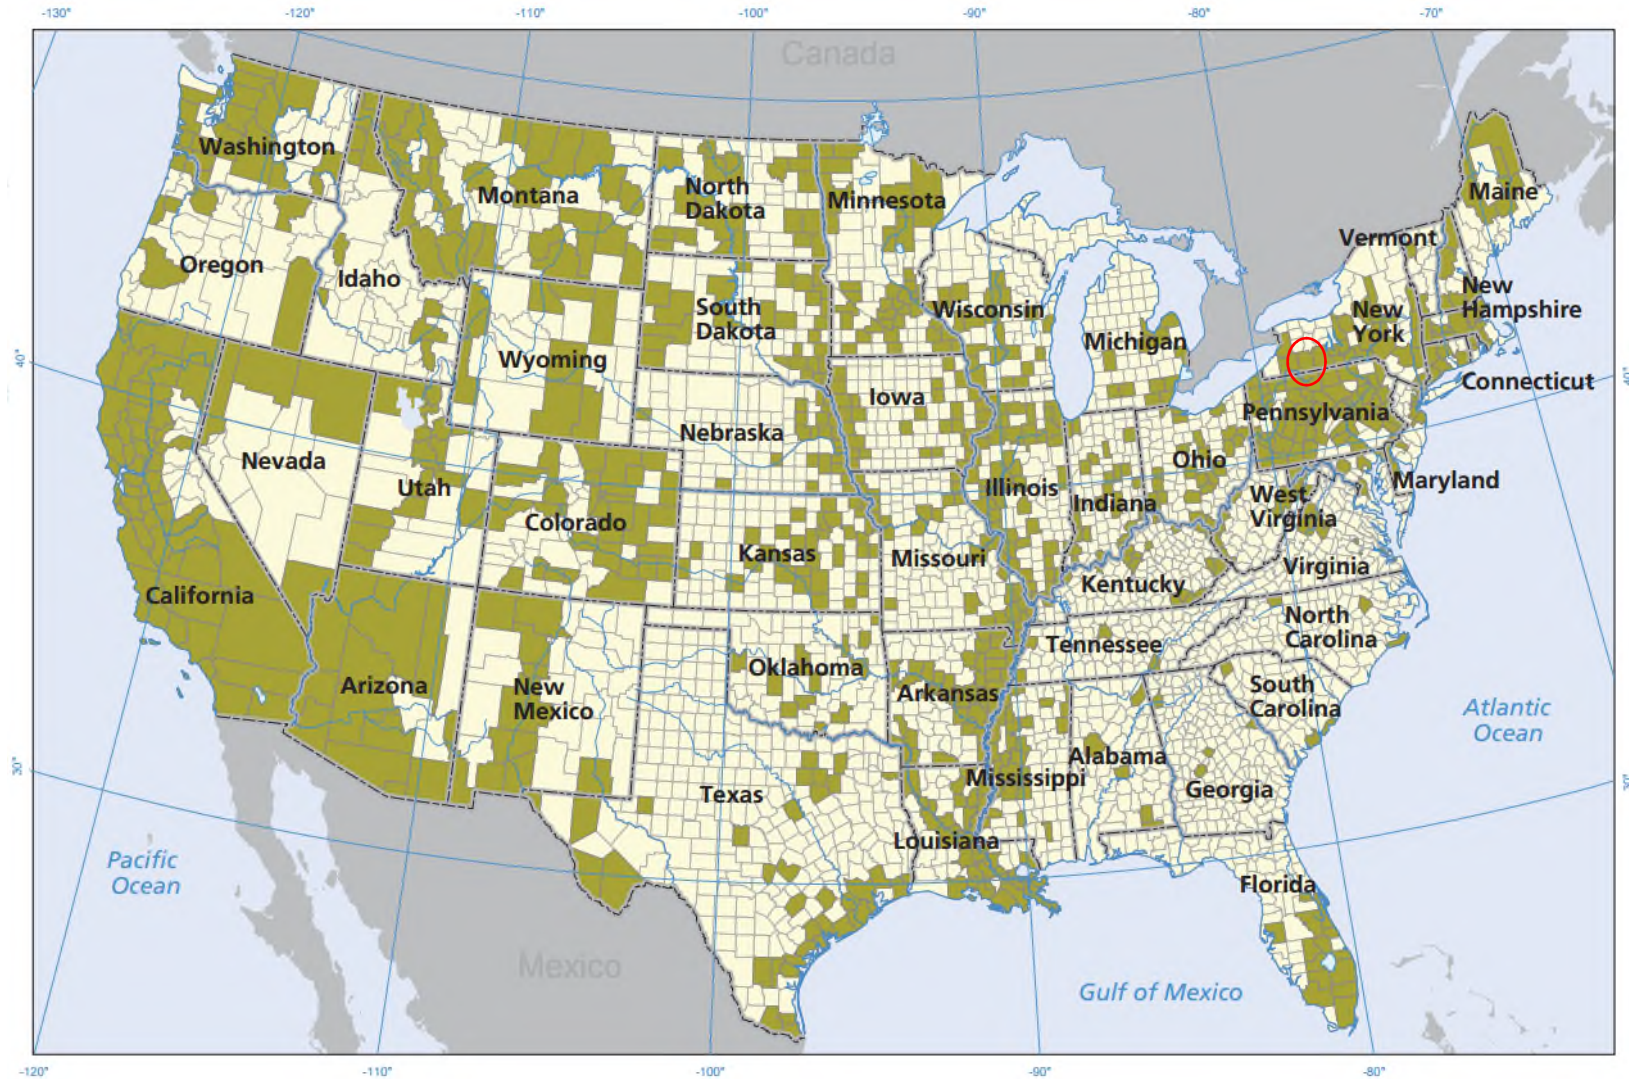 -130°
-120°
-110°
-100°
-90°
-80°
-70°
Canada
Washington
Montana
North
Dakota
Minnesota
Maine
Vermont
Oregon
Idaho
South
Dakota
Wisconsin
Michigan
New
York
New
Hampshire
Wyoming
Iowa
Connecticut
40°
40°
Nebraska
Pennsylvania
Nevada
Utah
Ohio
Illinois
Indiana
West
Virginia
Maryland
Colorado
Kansas
Missouri
Kentucky
Virginia
California
North
Carolina
Tennessee
Arizona
New
Mexico
Oklahoma
Arkansas
South
Carolina
Atlantic
Ocean
30°
30°
Texas
Mississippi
Alabama
Georgia
Louisiana
Pacific
Ocean
Florida
Mexico
Gulf of Mexico
-120°
-110°
-100°
-90°
-80°